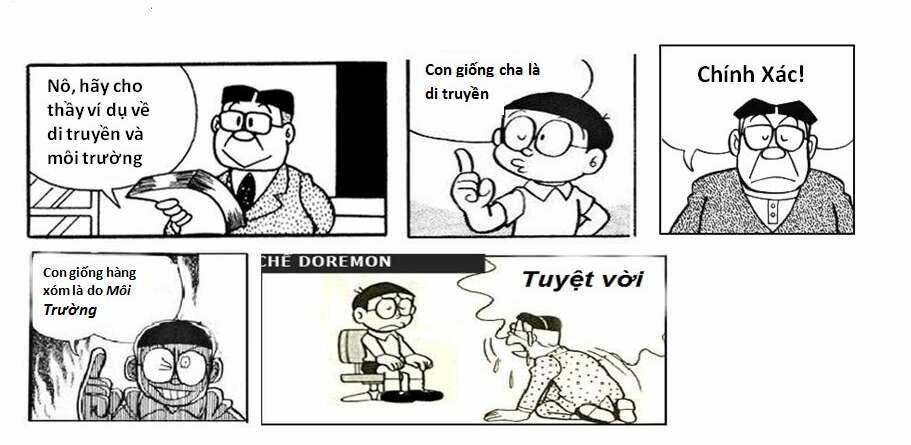 Nô, hãy cho
thầy ví dụ về
di truyền và
môi trường
Con giống cha là
di truyền
Chính Xác!
Con giống hàng
xóm là do Môi
Trường
CHẾ DOREMON
Tuyệt vời